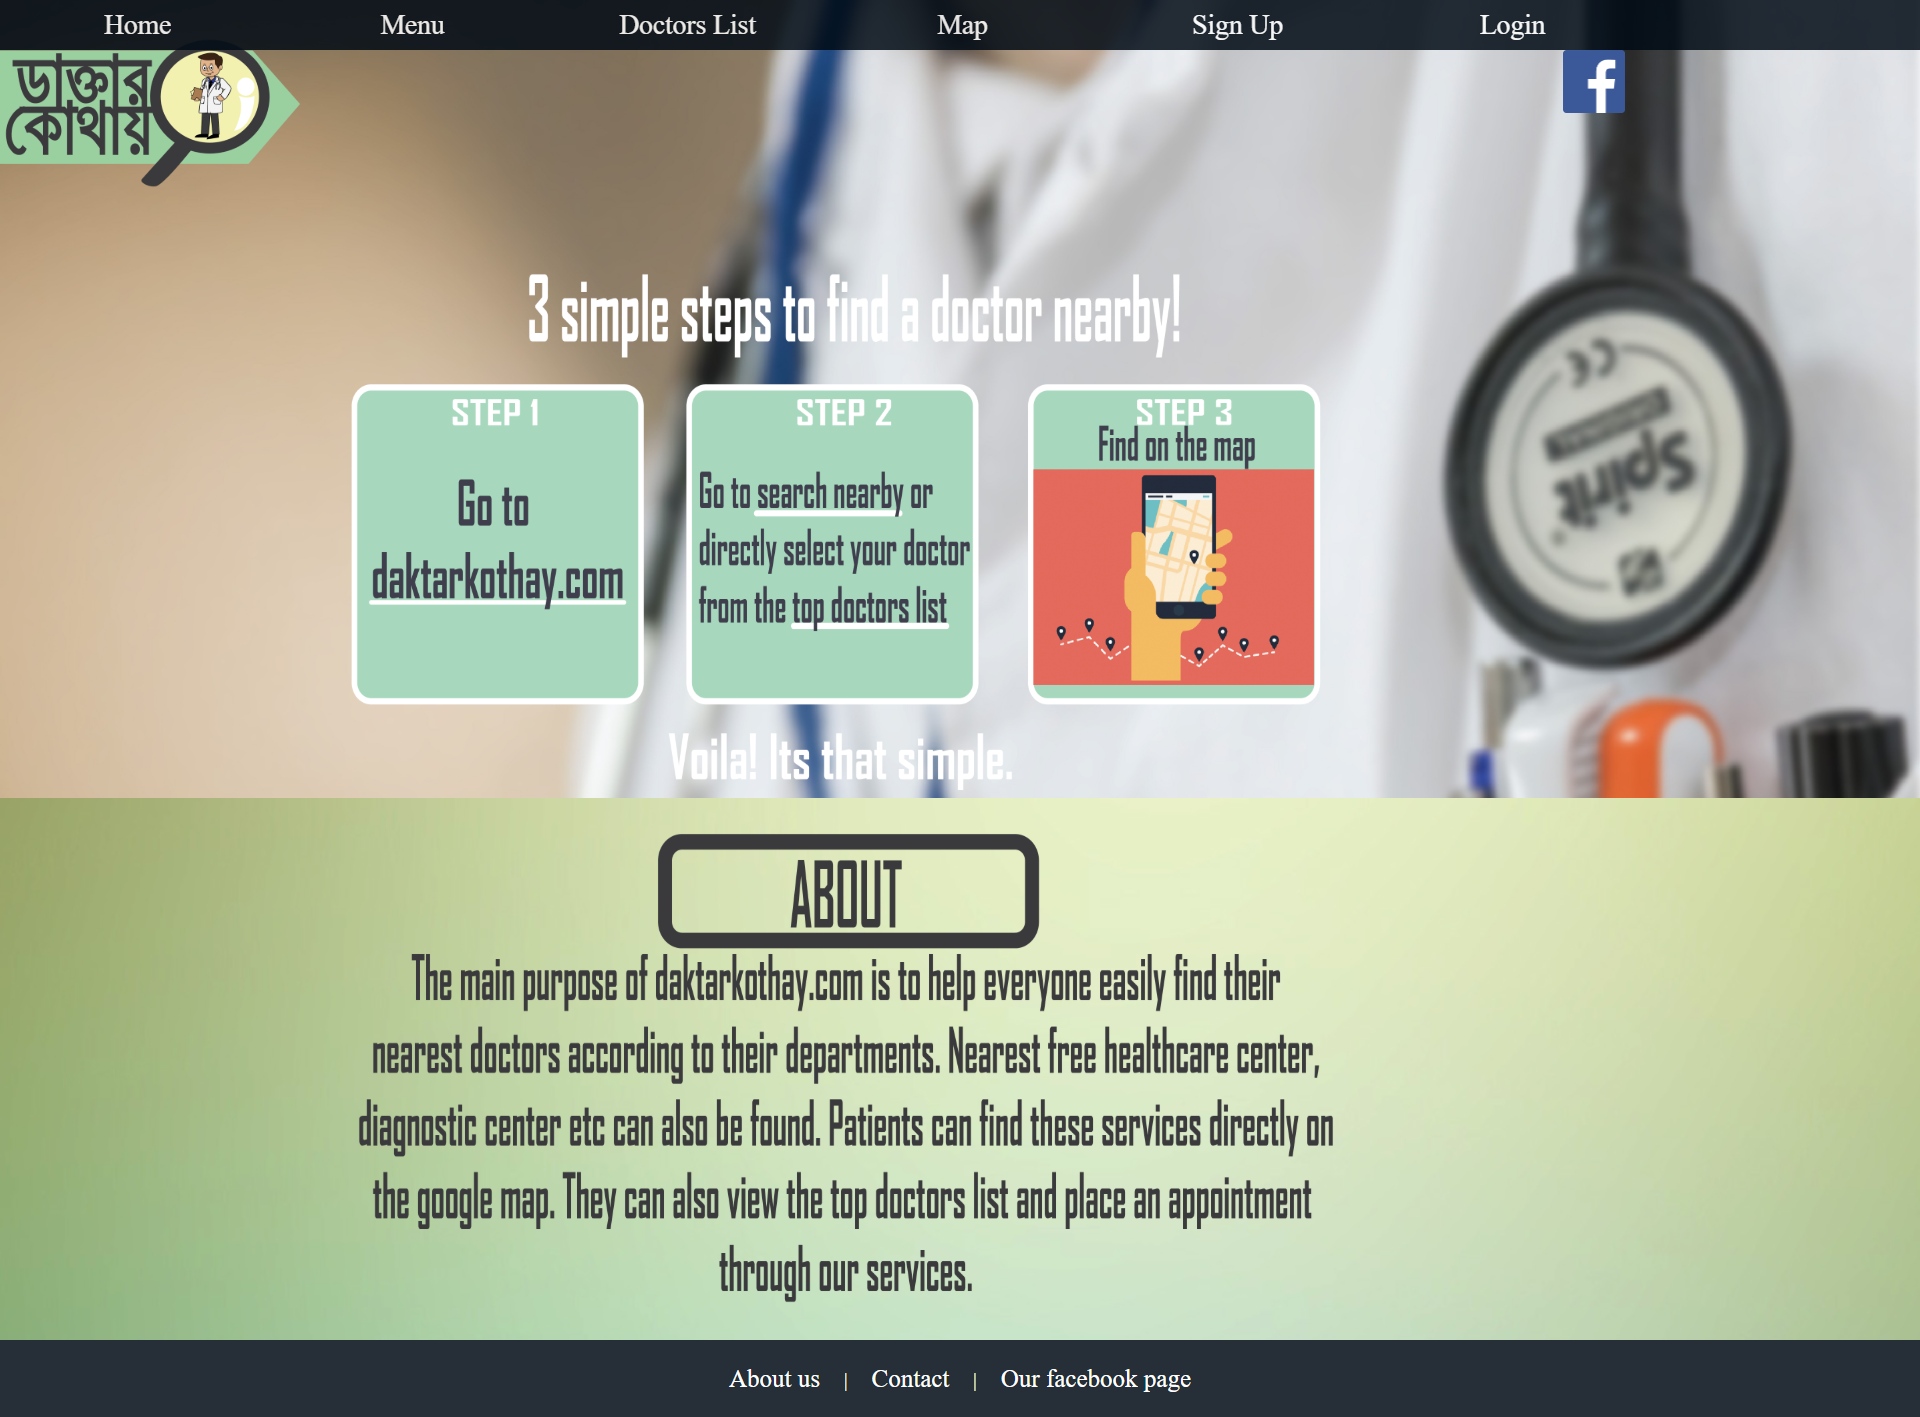 Home Menu Doctors List Map Sign Up Login
ডাক্তার
কোথায়
3 simple steps to find a doctor nearby!
STEP 1
Go to
daktarkothay.com
STEP 2
Go to search nearby or
directly select your doctor
from the top doctors list
STEP 3
Find on the map
Spirit
Voila! Its that simple.
ABOUT
The main purpose of daktarkothay.com is to help everyone easily find their
nearest doctors according to their departments. Nearest free healthcare center,
diagnostic center etc can also be found. Patients can find these services directly on
the google map. They can also view the top doctors list and place an appointment
through our services.
About us | Contact | Our facebook page